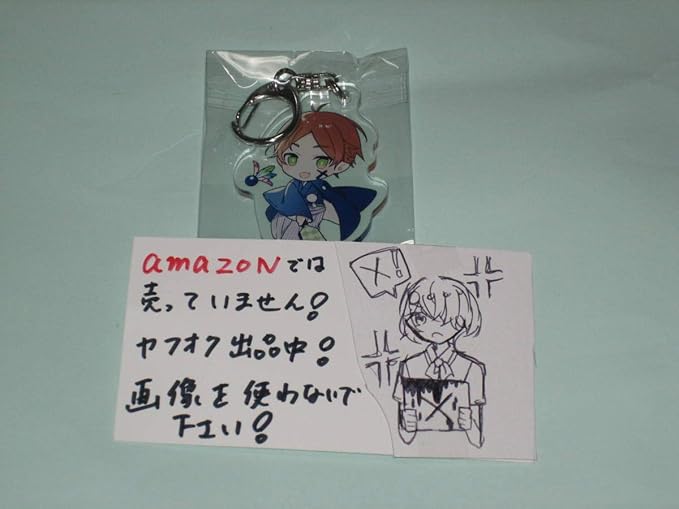 amazonでは
売っていません!
ヤフオク出品中!
画像を使わないで
下エい!
×!
×